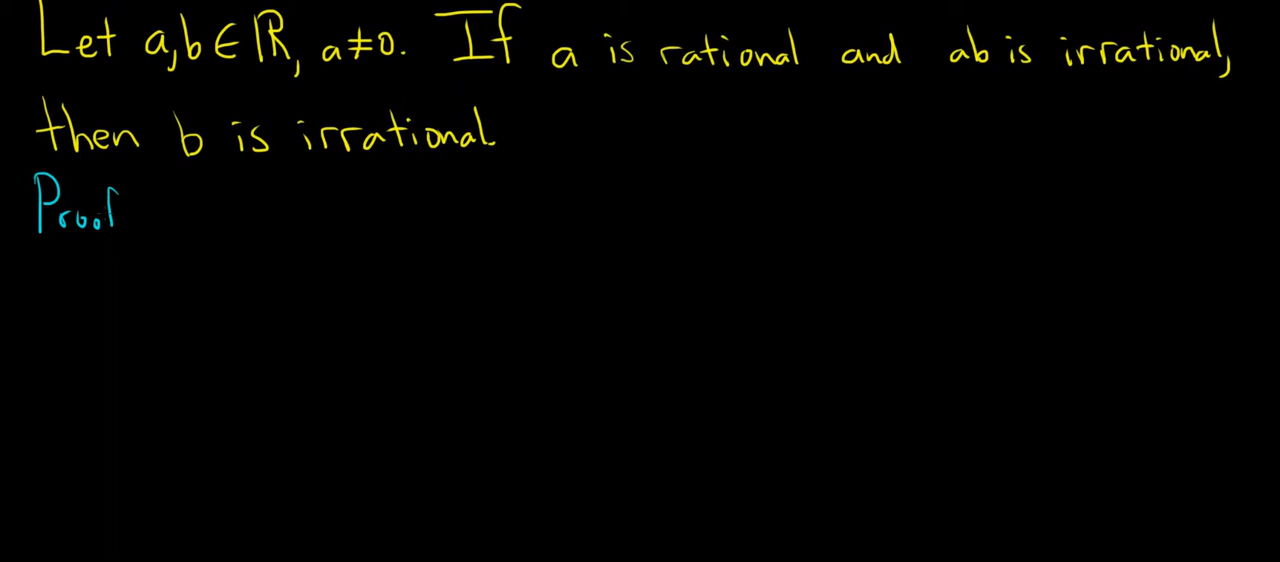 Let a,b ∈ ℝ, a≠0. If a is rational and ab is irrational,
then b is irrational.
Proof